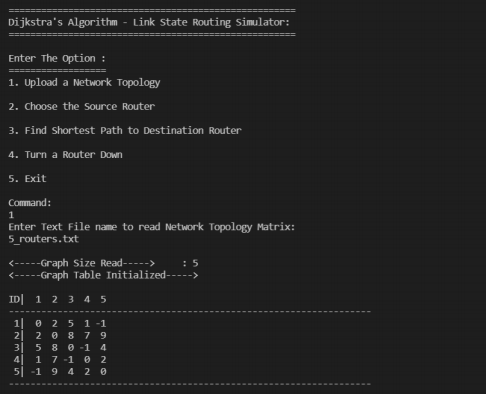 ======================================================
Dijkstra's Algorithm - Link State Routing Simulator:
======================================================
Enter The Option :
==================
1. Upload a Network Topology
2. Choose the Source Router
3. Find Shortest Path to Destination Router
4. Turn a Router Down
5. Exit
Command:
1
Enter Text File name to read Network Topology Matrix:
5_routers.txt
<-----Graph Size Read----->     : 5
<-----Graph Table Initialized----->
ID|  1  2  3  4  5
--------------------------------------------------------------------
 1|  0  2  5  1 -1
 2|  2  0  8  7  9
 3|  5  8  0 -1  4
 4|  1  7 -1  0  2
 5| -1  9  4  2  0
--------------------------------------------------------------------